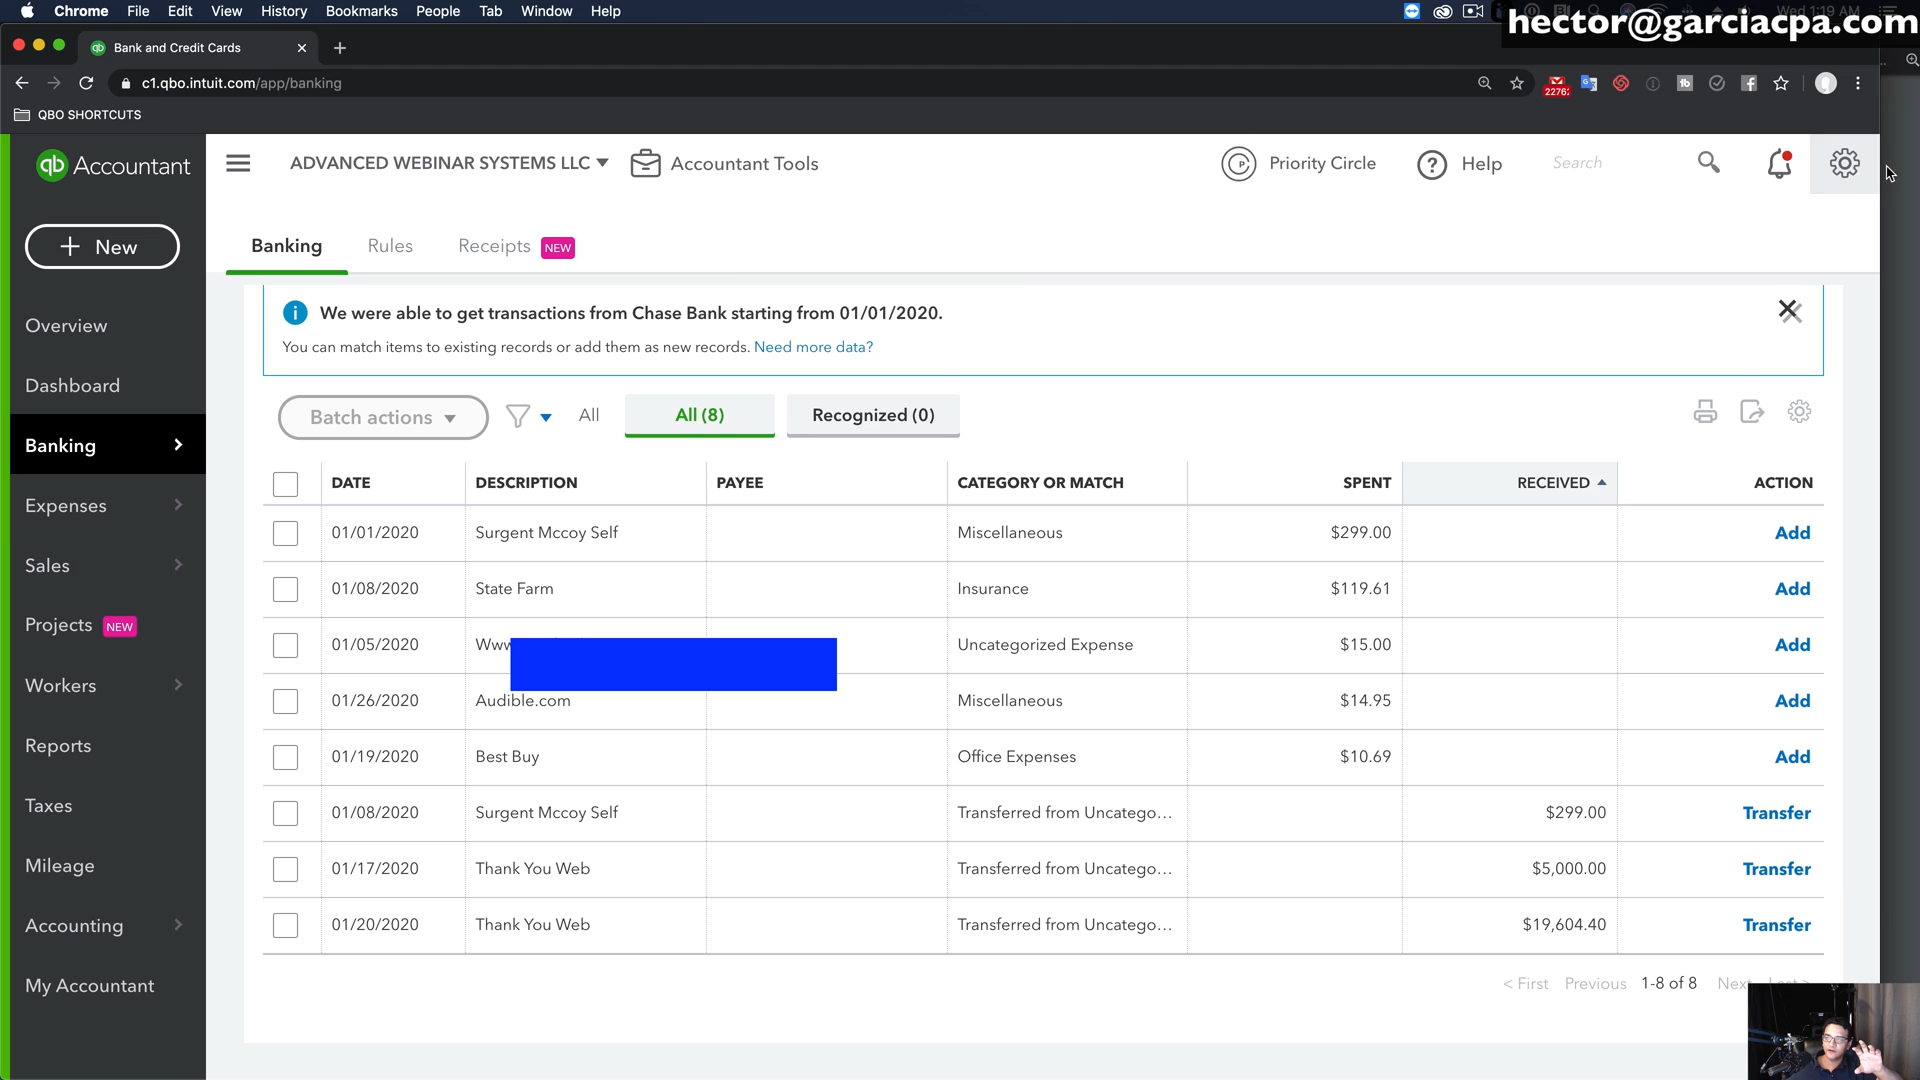 Chrome File Edit View History Bookmarks People Tab Window Help
hector@garciacpa.com
Bank and Credit Cards
c1.qbo.intuit.com/app/banking
2276
QBO SHORTCUTS
qb Accountant
ADVANCED WEBINAR SYSTEMS LLC
Accountant Tools
Priority Circle
Help
Search
+ New
Banking Rules Receipts NEW
Overview
Dashboard
Banking
Expenses
Sales
Projects NEW
Workers
Reports
Taxes
Mileage
Accounting
My Accountant
We were able to get transactions from Chase Bank starting from 01/01/2020.
You can match items to existing records or add them as new records. Need more data?
Batch actions All All (8) Recognized (0)
DATE DESCRIPTION PAYEE CATEGORY OR MATCH SPENT RECEIVED ACTION
01/01/2020 Surgent Mccoy Self Miscellaneous $299.00 Add
01/08/2020 State Farm Insurance $119.61 Add
01/05/2020 Uncategorized Expense $15.00 Add
01/26/2020 Audible.com Miscellaneous $14.95 Add
01/19/2020 Best Buy Office Expenses $10.69 Add
01/08/2020 Surgent Mccoy Self Transferred from Uncatego... $299.00 Transfer
01/17/2020 Thank You Web Transferred from Uncatego... $5,000.00 Transfer
01/20/2020 Thank You Web Transferred from Uncatego... $19,604.40 Transfer
< First Previous 1-8 of 8